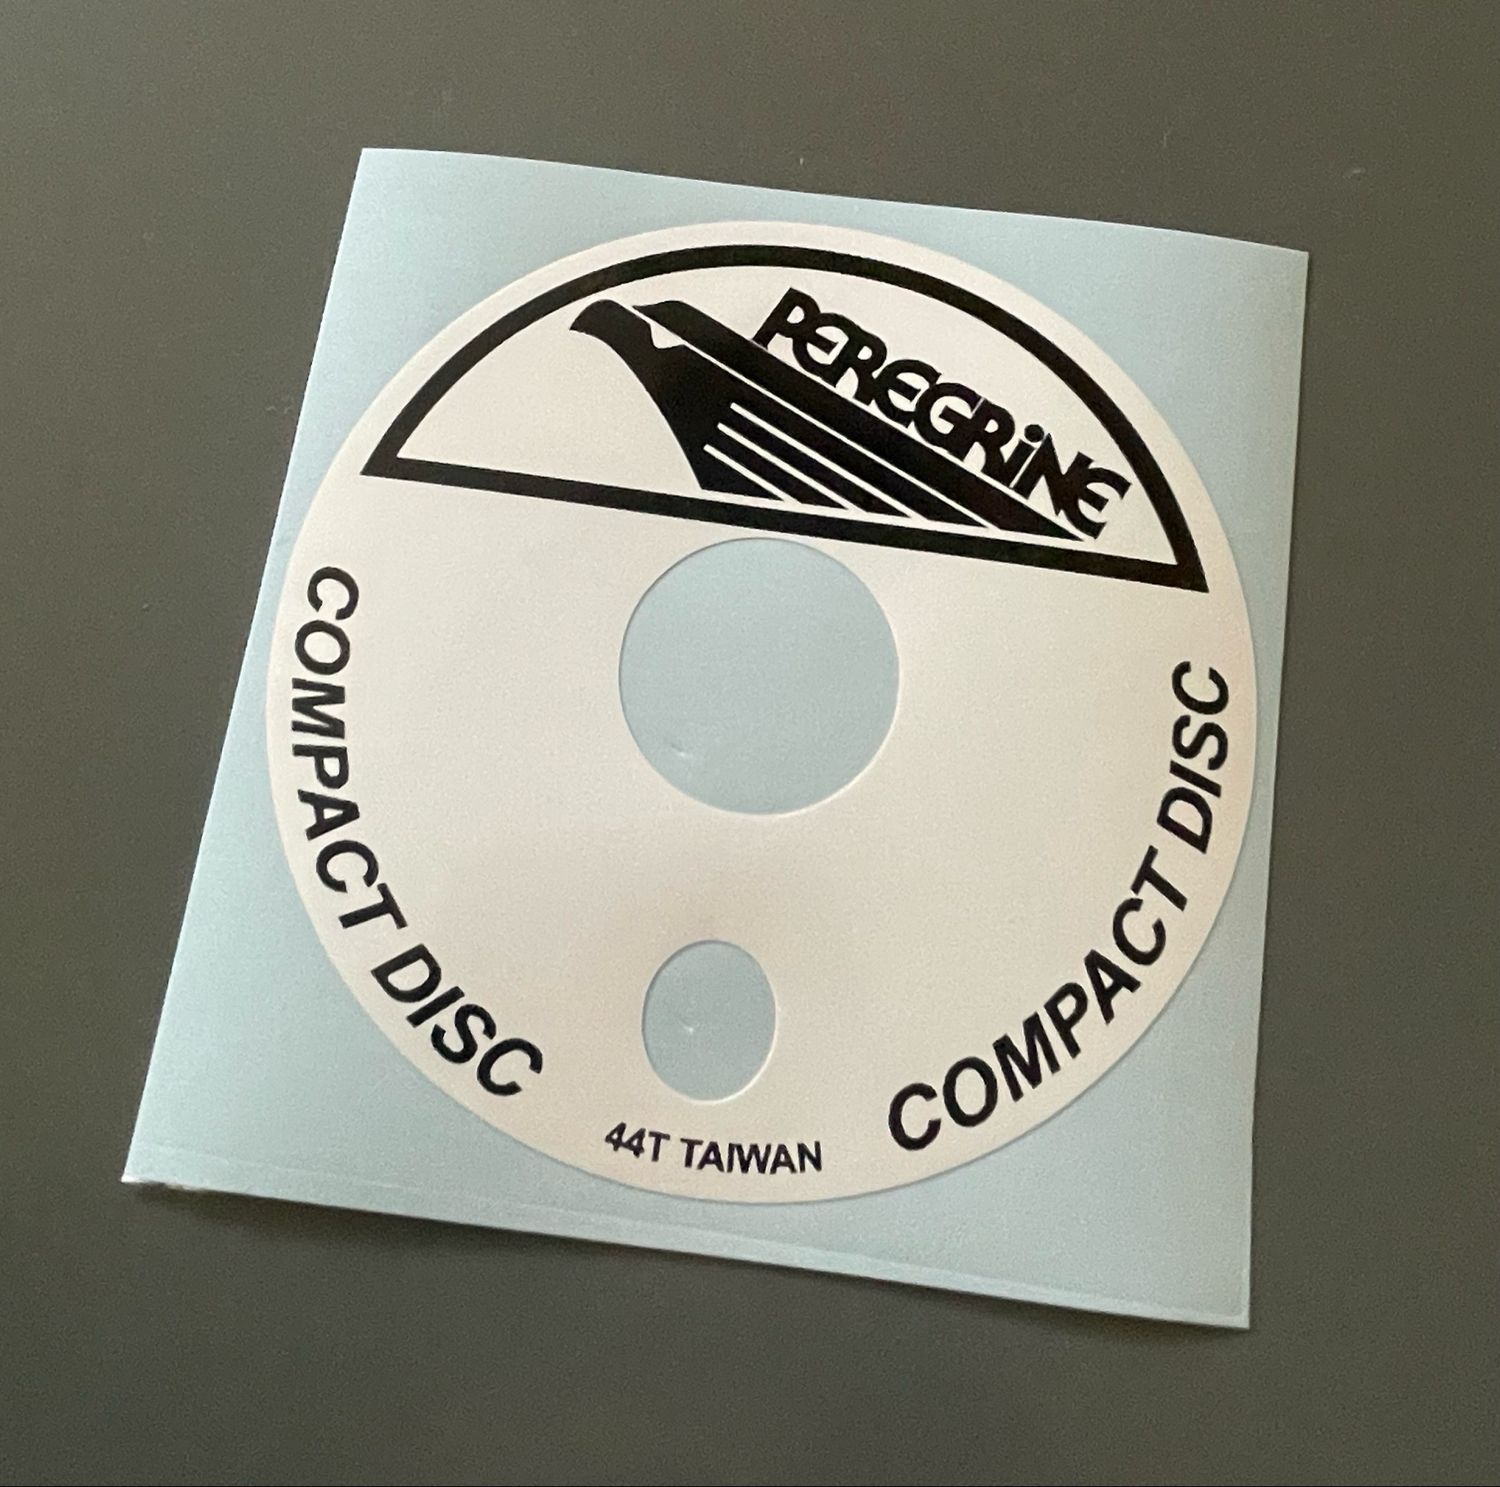 PEREGRiNE
COMPACT DISC
COMPACT DISC
44T TAIWAN